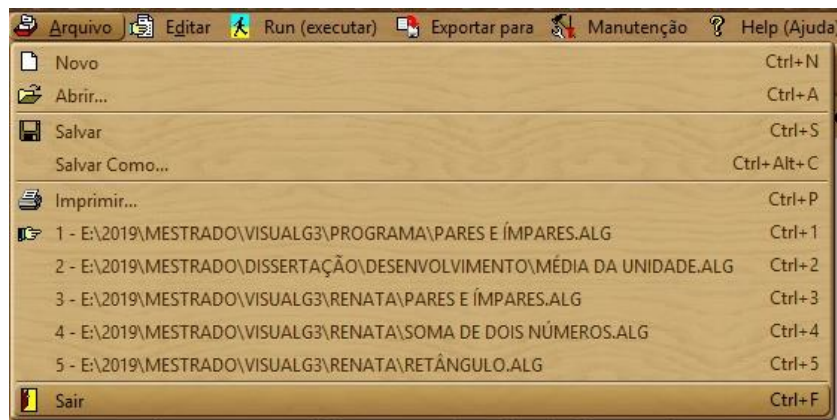 Arquivo Editar Run (executar) Exportar para Manutenção Help (Ajuda
Novo Ctrl+N
Abrir... Ctrl+A
Salvar Ctrl+S
Salvar Como... Ctrl+Alt+C
Imprimir... Ctrl+P
1 - E:\2019\MESTRADO\VISUALG3\PROGRAMA\PARES E ÍMPARES.ALG Ctrl+1
2 - E:\2019\MESTRADO\DISSERTAÇÃO\DESENVOLVIMENTO\MÉDIA DA UNIDADE.ALG Ctrl+2
3 - E:\2019\MESTRADO\VISUALG3\RENATA\PARES E ÍMPARES.ALG Ctrl+3
4 - E:\2019\MESTRADO\VISUALG3\RENATA\SOMA DE DOIS NÚMEROS.ALG Ctrl+4
5 - E:\2019\MESTRADO\VISUALG3\RENATA\RETÂNGULO.ALG Ctrl+5
Sair Ctrl+F